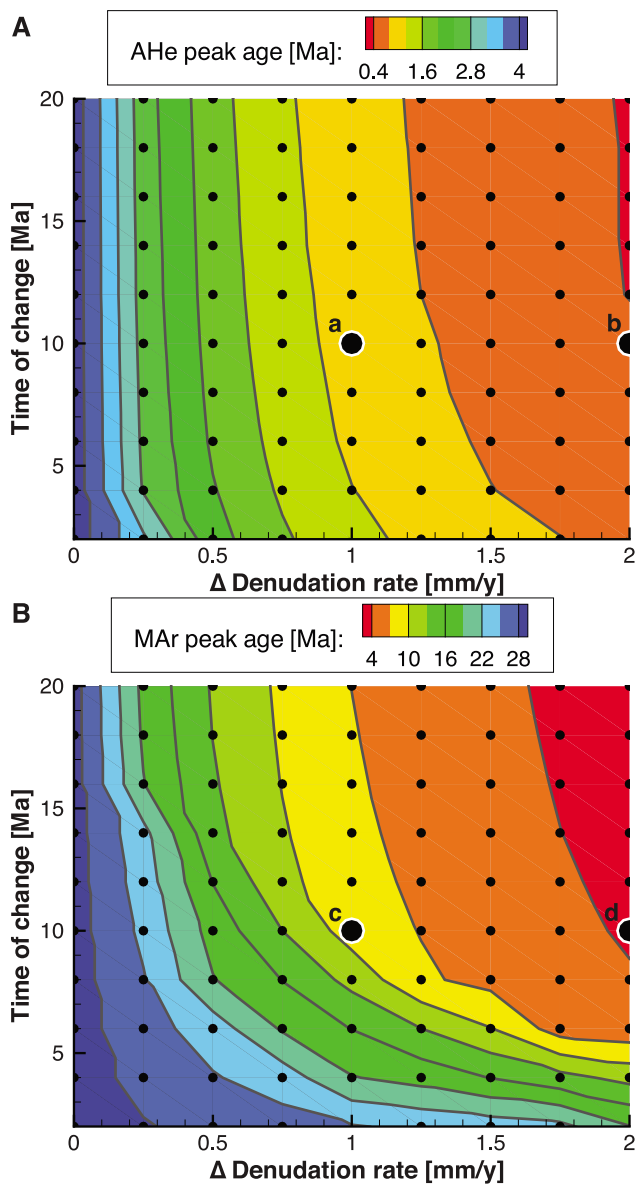 A
AHe peak age [Ma]:
0.4 1.6 2.8 4
20
15
10
5
Time of change [Ma]
a
b
0 0.5 1 1.5 2
Δ Denudation rate [mm/y]
B
MAr peak age [Ma]:
4 10 16 22 28
20
15
10
5
Time of change [Ma]
c
d
0 0.5 1 1.5 2
Δ Denudation rate [mm/y]